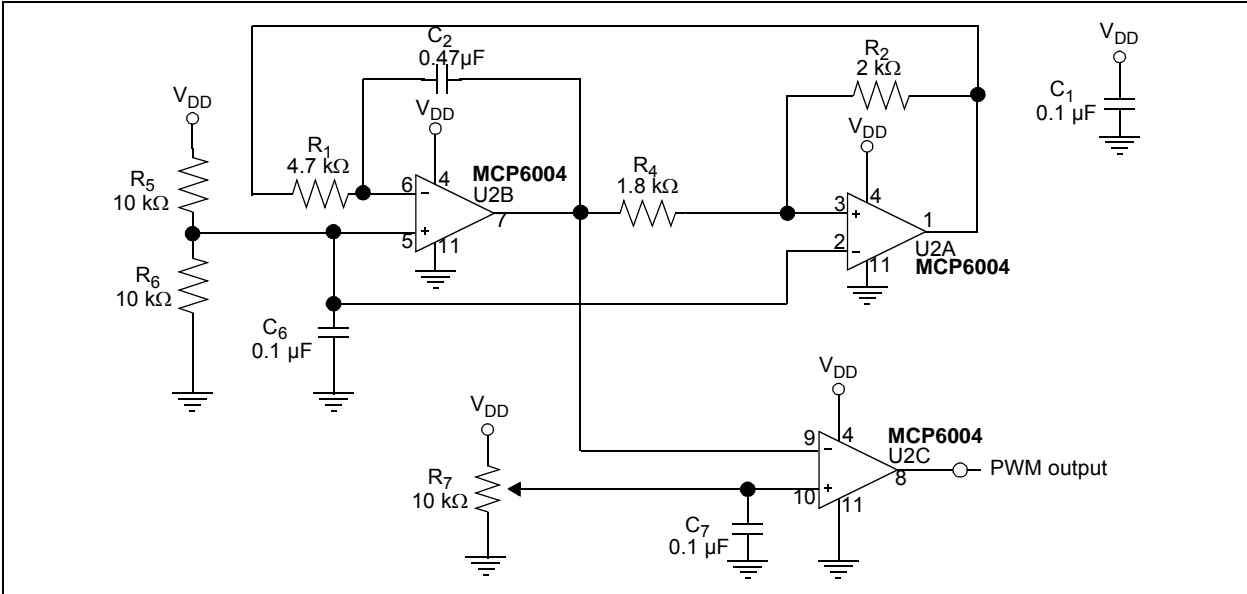 C2
0.47µF
VDD
R1
4.7 kΩ
6
-
4
MCP6004
U2B
7
5
+
11
VDD
R5
10 kΩ
R6
10 kΩ
C6
0.1 µF
R4
1.8 kΩ
R2
2 kΩ
VDD
3
+
4
1
2
-
11
U2A
MCP6004
VDD
C1
0.1 µF
VDD
R7
10 kΩ
C7
0.1 µF
VDD
9
-
4
MCP6004
U2C
8
10
+
11
PWM output